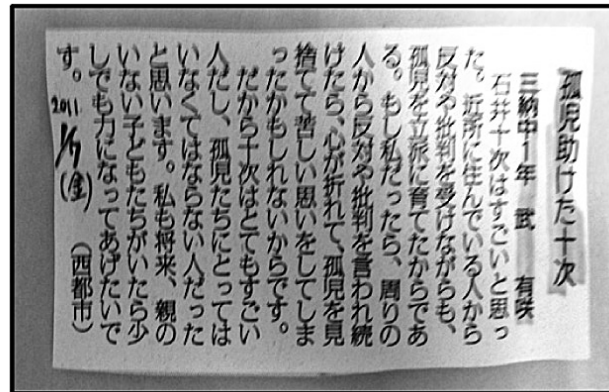 孤児助けた十次
三納中1年 武 有咲
石井十次はすごいと思っ
た。近所に住んでいる人から
反対や批判を受けながらも、
孤児を立派に育てたからであ
る。もし私だったら、周りの
人から反対や批判を言われ続
けたら、心が折れて、孤児を見
捨てて苦しい思いをしてしま
ったかもしれないからです。
だから十次はとてもすごい
人だし、孤児たちにとっては
いなくてはならない人だった
と思います。私も将来、親の
いない子どもたちがいたら少
しでも力になってあげたいで
す。 (西都市)
2011
1/7
(金)